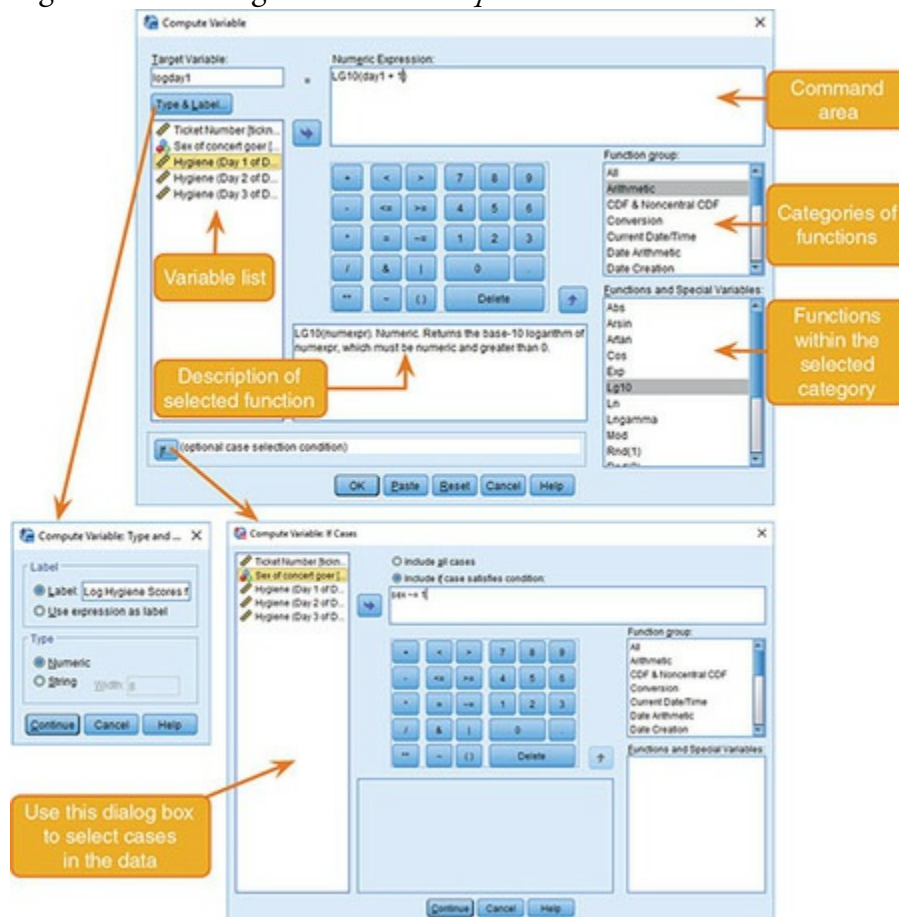 Compute Variable
Target Variable:
logday1
=
Numeric Expression:
LG10(day1 + 1)
Type & Label...
Ticket Number [tickn...
Sex of concert goer [...
Hygiene (Day 1 of D...
Hygiene (Day 2 of D...
Hygiene (Day 3 of D...
Variable list
Command area
+ < > 7 8 9
- <= >= 4 5 6
* = ~= 1 2 3
/ & | 0 .
** ~ ( ) Delete
Function group:
All
Arithmetic
CDF & Noncentral CDF
Conversion
Current Date/Time
Date Arithmetic
Date Creation
Categories of functions
Functions and Special Variables:
Abs
Arsin
Artan
Cos
Exp
Lg10
Ln
Lngamma
Mod
Rnd(1)
Functions within the selected category
LG10(numexpr). Numeric. Returns the base-10 logarithm of
numexpr, which must be numeric and greater than 0.
Description of selected function
If...
(optional case selection condition)
OK Paste Reset Cancel Help
Compute Variable: Type and ...
Label
Label: Log Hygiene Scores f
Use expression as label
Type
Numeric
String Width: 8
Continue Cancel Help
Use this dialog box
to select cases
in the data
Compute Variable: If Cases
Ticket Number [tickn...
Sex of concert goer [...
Hygiene (Day 1 of D...
Hygiene (Day 2 of D...
Hygiene (Day 3 of D...
Include all cases
Include if case satisfies condition:
sex ~= 1
+ < > 7 8 9
- <= >= 4 5 6
* = ~= 1 2 3
/ & | 0 .
** ~ ( ) Delete
Function group:
All
Arithmetic
CDF & Noncentral CDF
Conversion
Current Date/Time
Date Arithmetic
Date Creation
Functions and Special Variables:
Continue Cancel Help